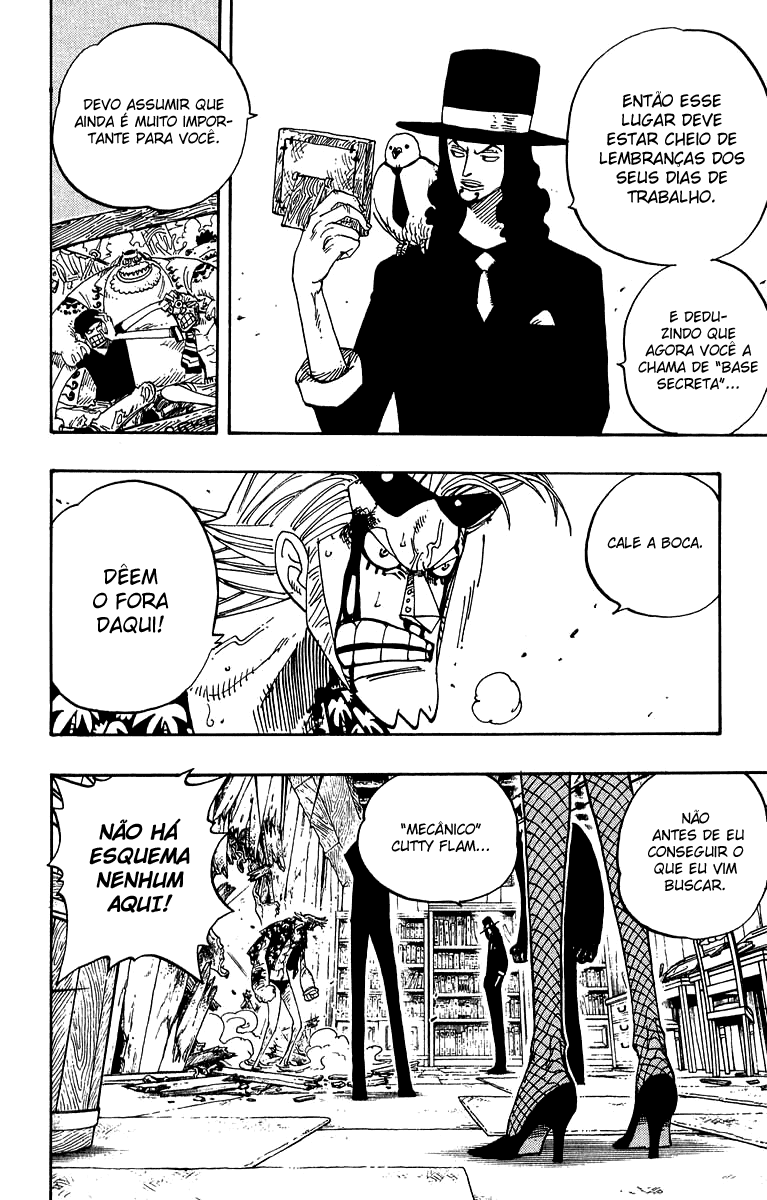 ENTÃO ESSE
LUGAR DEVE
ESTAR CHEIO DE
LEMBRANÇAS DOS
SEUS DIAS DE
TRABALHO.
E DEDU-
ZINDO QUE
AGORA VOCÊ A
CHAMA DE "BASE
SECRETA"...
DEVO ASSUMIR QUE
AINDA É MUITO IMPOR-
TANTE PARA VOCÊ.
CALE A BOCA.
DÊEM
O FORA
DAQUI!
NÃO
ANTES DE EU
CONSEGUIR O
QUE EU VIM
BUSCAR.
"MECÂNICO"
CUTTY FLAM...
NÃO HÁ
ESQUEMA
NENHUM
AQUI!